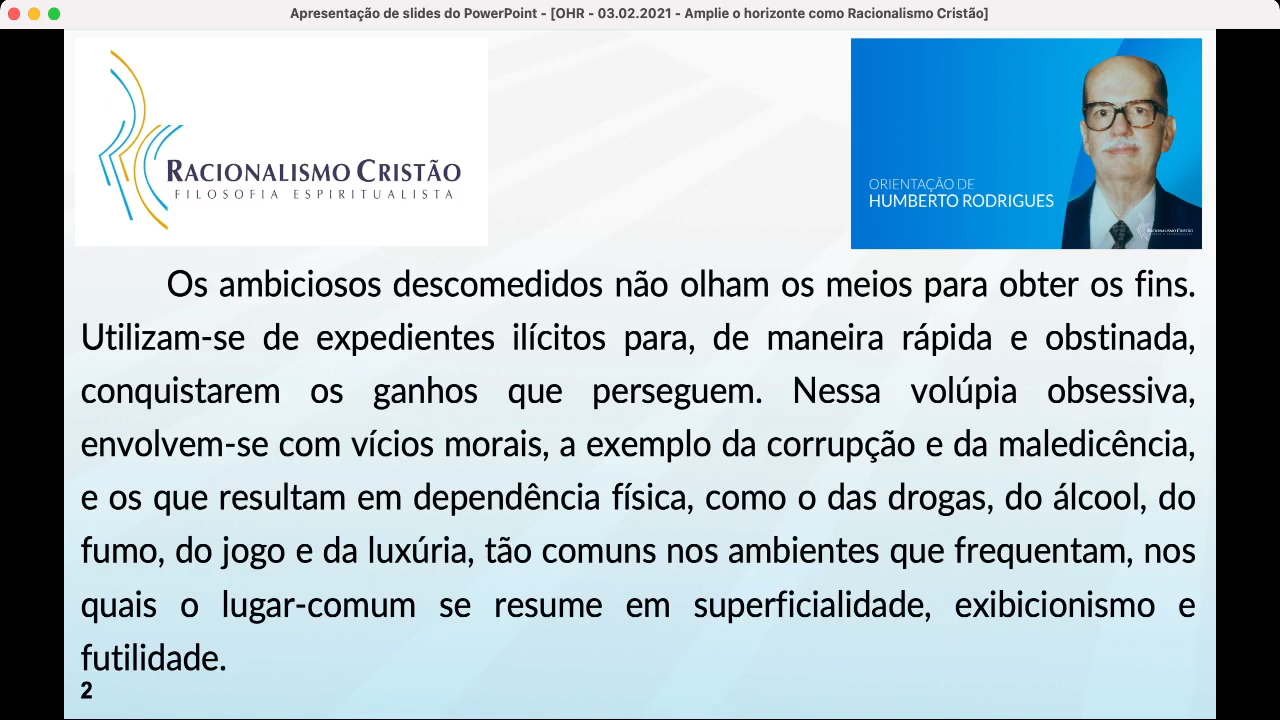 Apresentação de slides do PowerPoint - [OHR - 03.02.2021 - Amplie o horizonte como Racionalismo Cristão]
RACIONALISMO CRISTÃO
FILOSOFIA ESPIRITUALISTA
ORIENTAÇÃO DE
HUMBERTO RODRIGUES
RACIONALISMO CRISTÃO
Os ambiciosos descomedidos não olham os meios para obter os fins.
Utilizam-se de expedientes ilícitos para, de maneira rápida e obstinada,
conquistarem os ganhos que perseguem. Nessa volúpia obsessiva,
envolvem-se com vícios morais, a exemplo da corrupção e da maledicência,
e os que resultam em dependência física, como o das drogas, do álcool, do
fumo, do jogo e da luxúria, tão comuns nos ambientes que frequentam, nos
quais o lugar-comum se resume em superficialidade, exibicionismo e
futilidade.
2